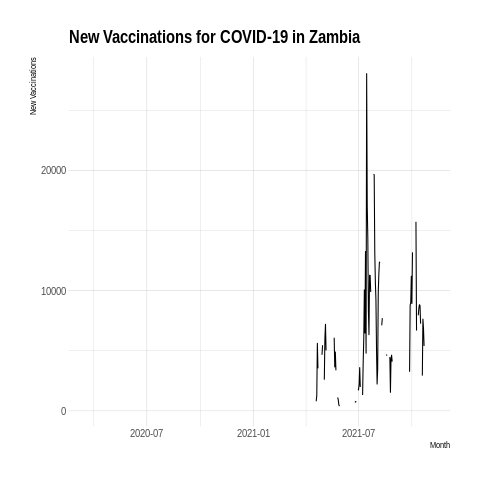 New Vaccinations for COVID-19 in Zambia
New Vaccinations
20000
10000
0
2020-07
2021-01
2021-07
Month